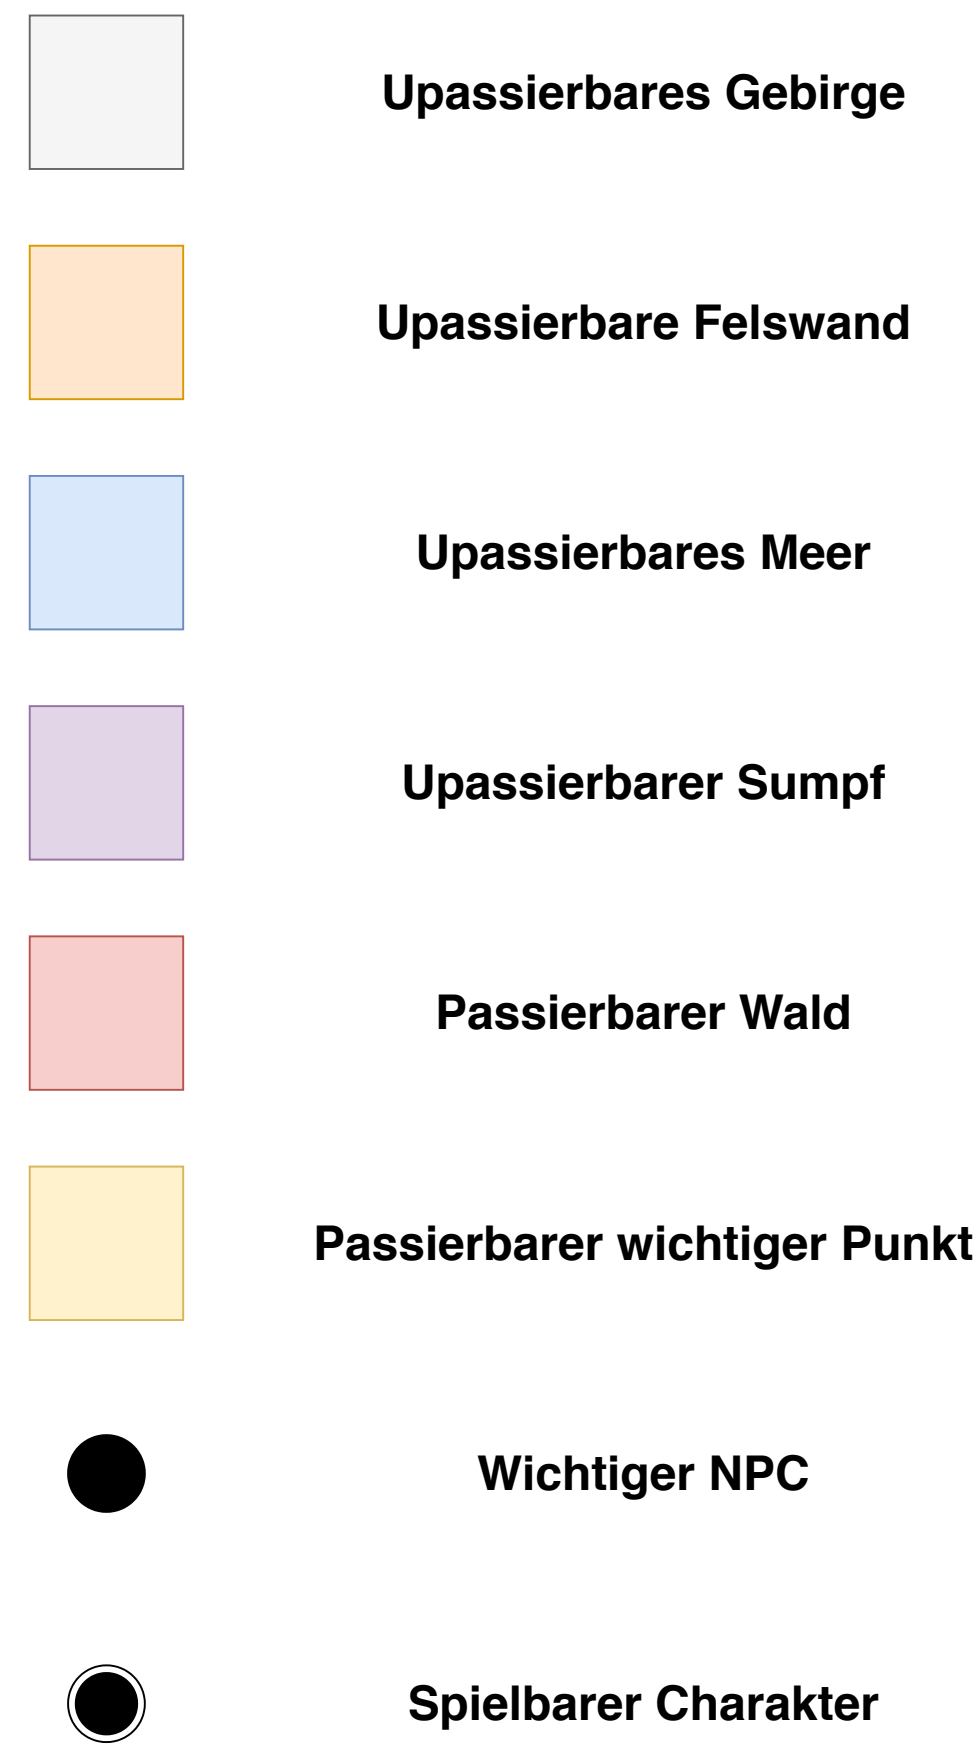 Upassierbares Gebirge
Upassierbare Felswand
Upassierbares Meer
Upassierbarer Sumpf
Passierbarer Wald
Passierbarer wichtiger Punkt
Wichtiger NPC
Spielbarer Charakter